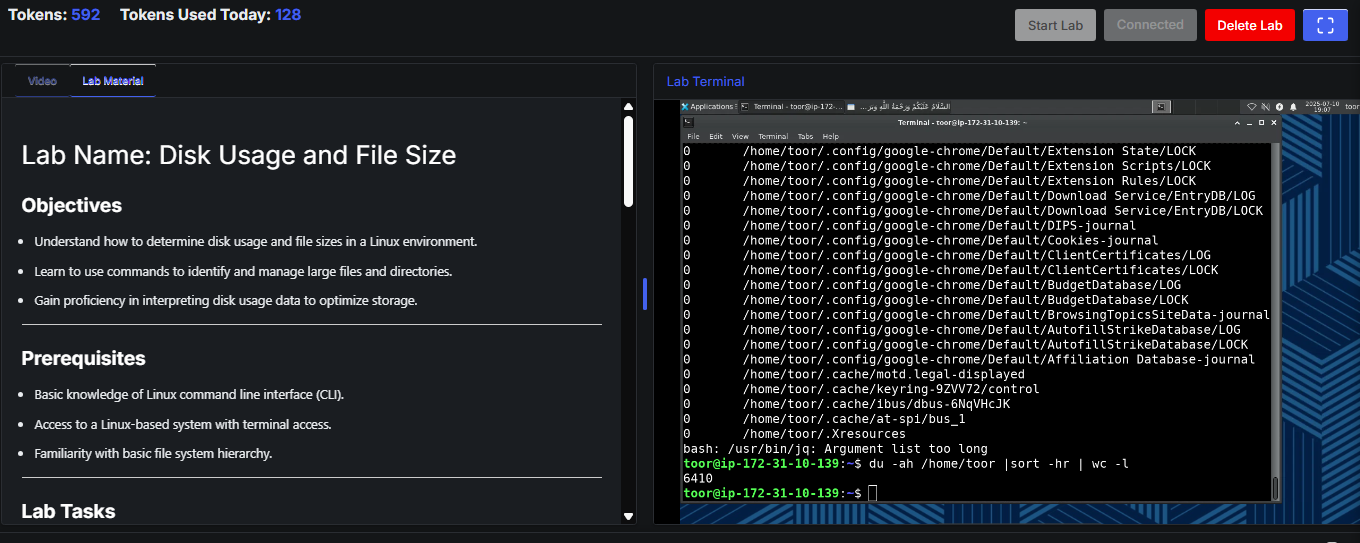 Tokens: 592 Tokens Used Today: 128
Start Lab Connected Delete Lab
Video Lab Material
Lab Name: Disk Usage and File Size
Objectives
• Understand how to determine disk usage and file sizes in a Linux environment.
• Learn to use commands to identify and manage large files and directories.
• Gain proficiency in interpreting disk usage data to optimize storage.
Prerequisites
• Basic knowledge of Linux command line interface (CLI).
• Access to a Linux-based system with terminal access.
• Familiarity with basic file system hierarchy.
Lab Tasks
Lab Terminal
Applications Terminal - toor@ip-172-... السَّلَامُ عَلَيْكُمْ وَرَحْمَةُ اللَّهِ وَبَرَ... 2025-07-10 toor
19:07
Terminal - toor@ip-172-31-10-139: ~
File Edit View Terminal Tabs Help
0 /home/toor/.config/google-chrome/Default/Extension State/LOCK
0 /home/toor/.config/google-chrome/Default/Extension Scripts/LOCK
0 /home/toor/.config/google-chrome/Default/Extension Rules/LOCK
0 /home/toor/.config/google-chrome/Default/Download Service/EntryDB/LOG
0 /home/toor/.config/google-chrome/Default/Download Service/EntryDB/LOCK
0 /home/toor/.config/google-chrome/Default/DIPS-journal
0 /home/toor/.config/google-chrome/Default/Cookies-journal
0 /home/toor/.config/google-chrome/Default/ClientCertificates/LOG
0 /home/toor/.config/google-chrome/Default/ClientCertificates/LOCK
0 /home/toor/.config/google-chrome/Default/BudgetDatabase/LOG
0 /home/toor/.config/google-chrome/Default/BudgetDatabase/LOCK
0 /home/toor/.config/google-chrome/Default/BrowsingTopicsSiteData-journal
0 /home/toor/.config/google-chrome/Default/AutofillStrikeDatabase/LOG
0 /home/toor/.config/google-chrome/Default/AutofillStrikeDatabase/LOCK
0 /home/toor/.config/google-chrome/Default/Affiliation Database-journal
0 /home/toor/.cache/motd.legal-displayed
0 /home/toor/.cache/keyring-9ZVV72/control
0 /home/toor/.cache/ibus/dbus-6NqVHcJK
0 /home/toor/.cache/at-spi/bus_1
0 /home/toor/.Xresources
bash: /usr/bin/jq: Argument list too long
toor@ip-172-31-10-139:~$ du -ah /home/toor |sort -hr | wc -l
6410
toor@ip-172-31-10-139:~$